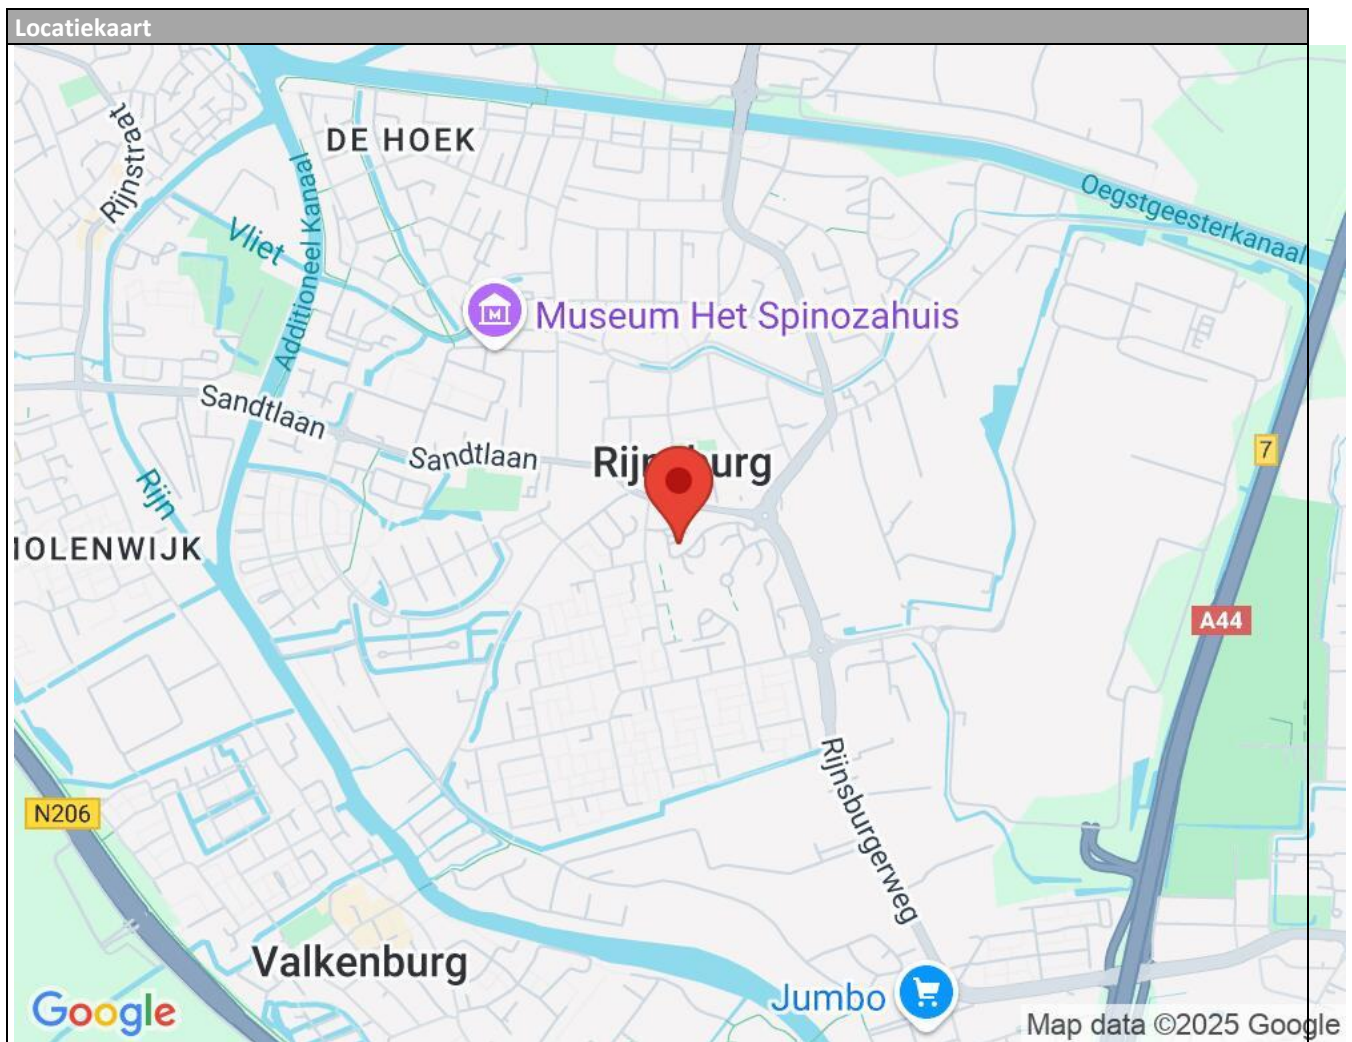 Locatiekaart
DE HOEK
Rijnstraat
Vliet
Additioneel Kanaal
Oegstgeesterkanaal
Museum Het Spinozahuis
Sandtlaan
Sandtlaan
Rijn
7
IOLENWIJK
A44
N206
Rijnsburgerweg
Valkenburg
Jumbo
Google
Map data ©2025 Google